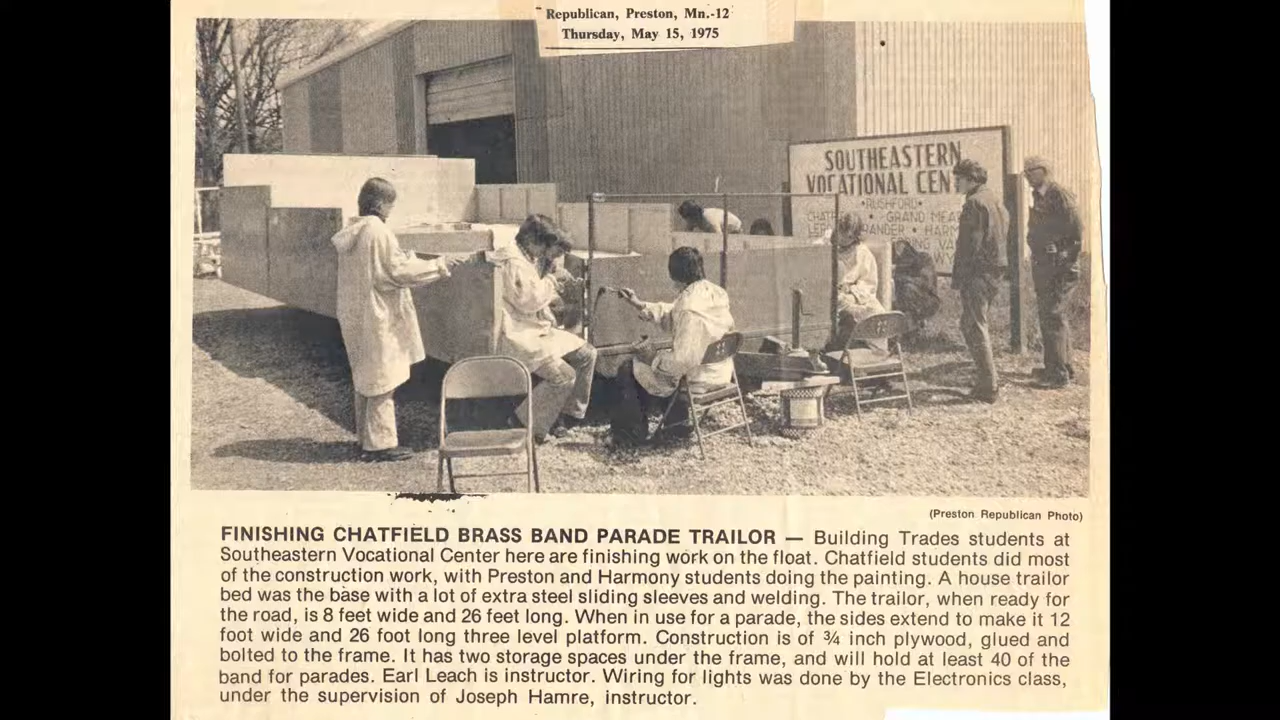 Republican, Preston, Mn.-12
Thursday, May 15, 1975
SOUTHEASTERN
VOCATIONAL CENT
•RUSHFORD•
• GRAND MEA
HARM
(Preston Republican Photo)
FINISHING CHATFIELD BRASS BAND PARADE TRAILOR — Building Trades students at
Southeastern Vocational Center here are finishing work on the float. Chatfield students did most
of the construction work, with Preston and Harmony students doing the painting. A house trailor
bed was the base with a lot of extra steel sliding sleeves and welding. The trailor, when ready for
the road, is 8 feet wide and 26 feet long. When in use for a parade, the sides extend to make it 12
foot wide and 26 foot long three level platform. Construction is of ¾ inch plywood, glued and
bolted to the frame. It has two storage spaces under the frame, and will hold at least 40 of the
band for parades. Earl Leach is instructor. Wiring for lights was done by the Electronics class,
under the supervision of Joseph Hamre, instructor.